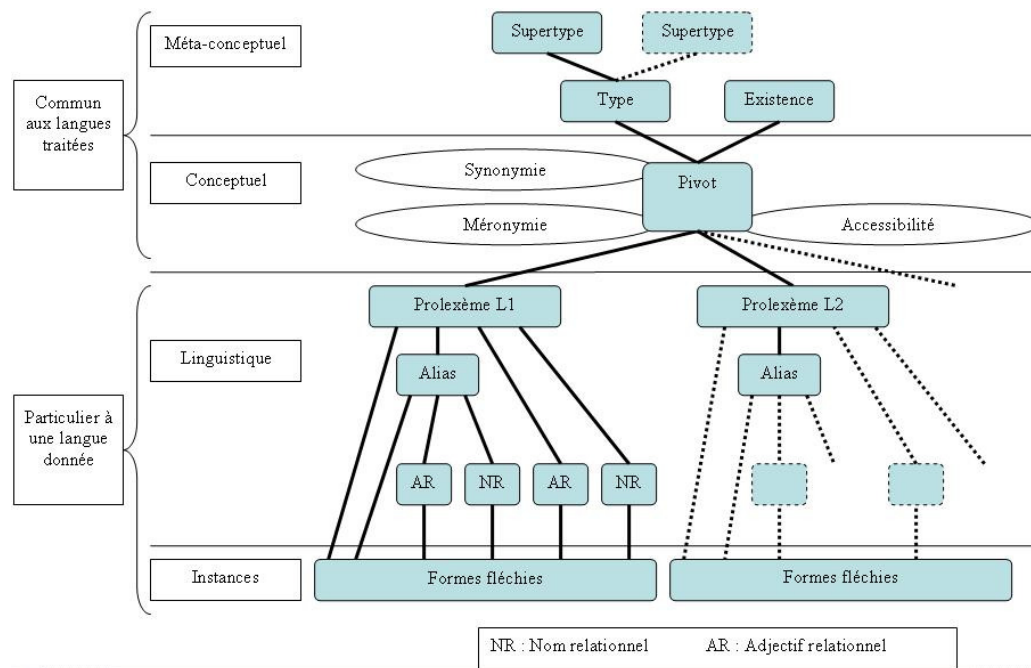 Supertype
Supertype
Méta-conceptuel
Type
Existence
Commun
aux langues
traitées
Synonymie
Conceptuel
Pivot
Méronymie
Accessibilité
Prolexème L1
Prolexème L2
Linguistique
Alias
Alias
Particulier à
une langue
donnée
AR
NR
AR
NR
Instances
Formes fléchies
Formes fléchies
NR : Nom relationnel
AR : Adjectif relationnel